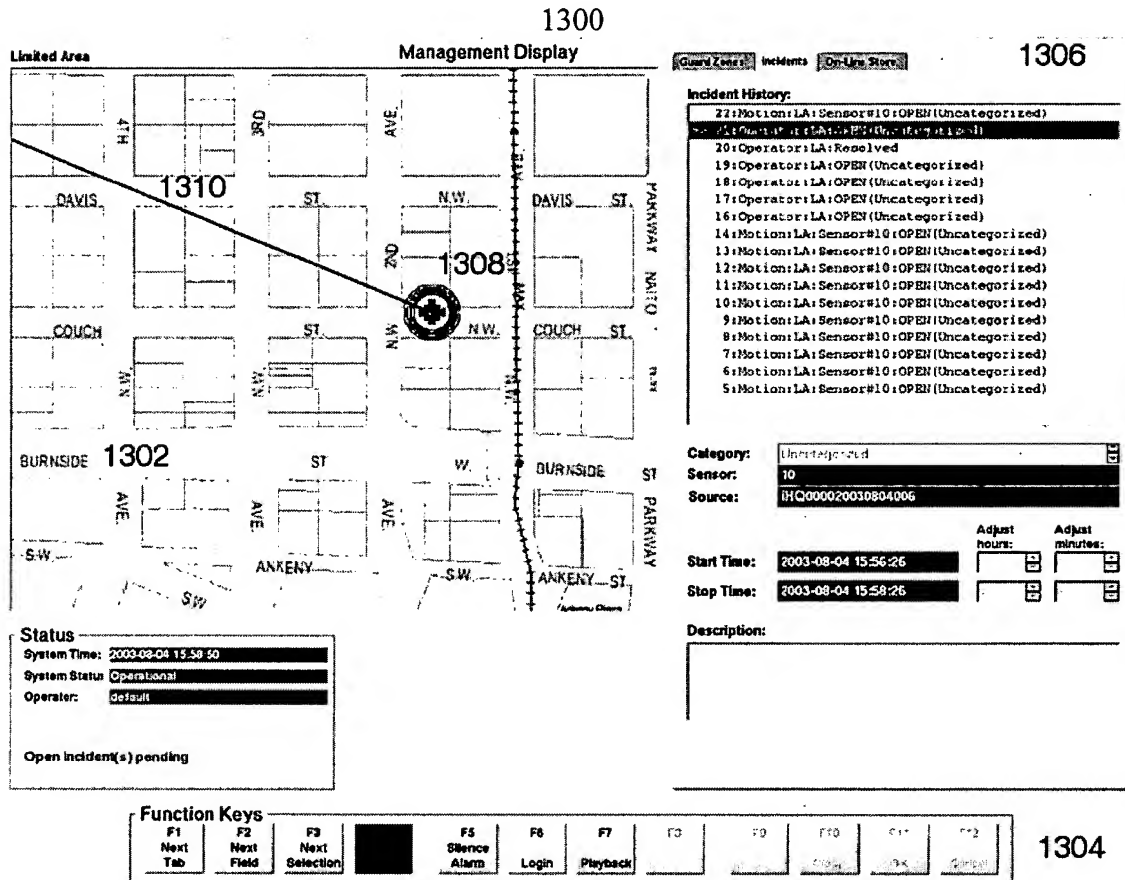 1300
Limited Area
Management Display
Guard Zones
Incidents
On-Line Store
1306
4TH
3RD
AVE.
DAVIS
ST.
N.W.
DAVIS
ST.
PARKWAY
NAITO
1310
2ND
1308
COUCH
ST.
N.W.
N.W.
COUCH
ST.
N.W.
N.W.
N.W.
BURNSIDE
1302
ST
W.
BURNSIDE
ST
AVE.
AVE.
AVE.
PARKWAY
S.W.
ANKENY
S.W.
ANKENY
ST
SW
Incident History:
22:Motion:LA:Sensor#10:OPEN(Uncategorized)
20:Operator:LA:Resolved
19:Operator:LA:OPEN(Uncategorized)
18:Operator:LA:OPEN(Uncategorized)
17:Operator:LA:OPEN(Uncategorized)
16:Operator:LA:OPEN(Uncategorized)
14:Motion:LA:Sensor#10:OPEN(Uncategorized)
13:Motion:LA:Sensor#10:OPEN(Uncategorized)
12:Motion:LA:Sensor#10:OPEN(Uncategorized)
11:Motion:LA:Sensor#10:OPEN(Uncategorized)
10:Motion:LA:Sensor#10:OPEN(Uncategorized)
9:Motion:LA:Sensor#10:OPEN(Uncategorized)
8:Motion:LA:Sensor#10:OPEN(Uncategorized)
7:Motion:LA:Sensor#10:OPEN(Uncategorized)
6:Motion:LA:Sensor#10:OPEN(Uncategorized)
5:Motion:LA:Sensor#10:OPEN(Uncategorized)
Category: Uncategorized
Sensor: 10
Source: IHQ000020030804006
Adjust hours:
Adjust minutes:
Start Time: 2003-08-04 15:56:26
Stop Time: 2003-08-04 15:58:26
Description:
Status
System Time: 2003-08-04 15:58:50
System Status Operational
Operater: default
Open incident(s) pending
Function Keys
F1 Next Tab
F2 Next Field
F3 Next Selection
F5 Silence Alarm
F6 Login
F7 Playback
F8
F9
F10
F11 OK
F12 Cancel
1304